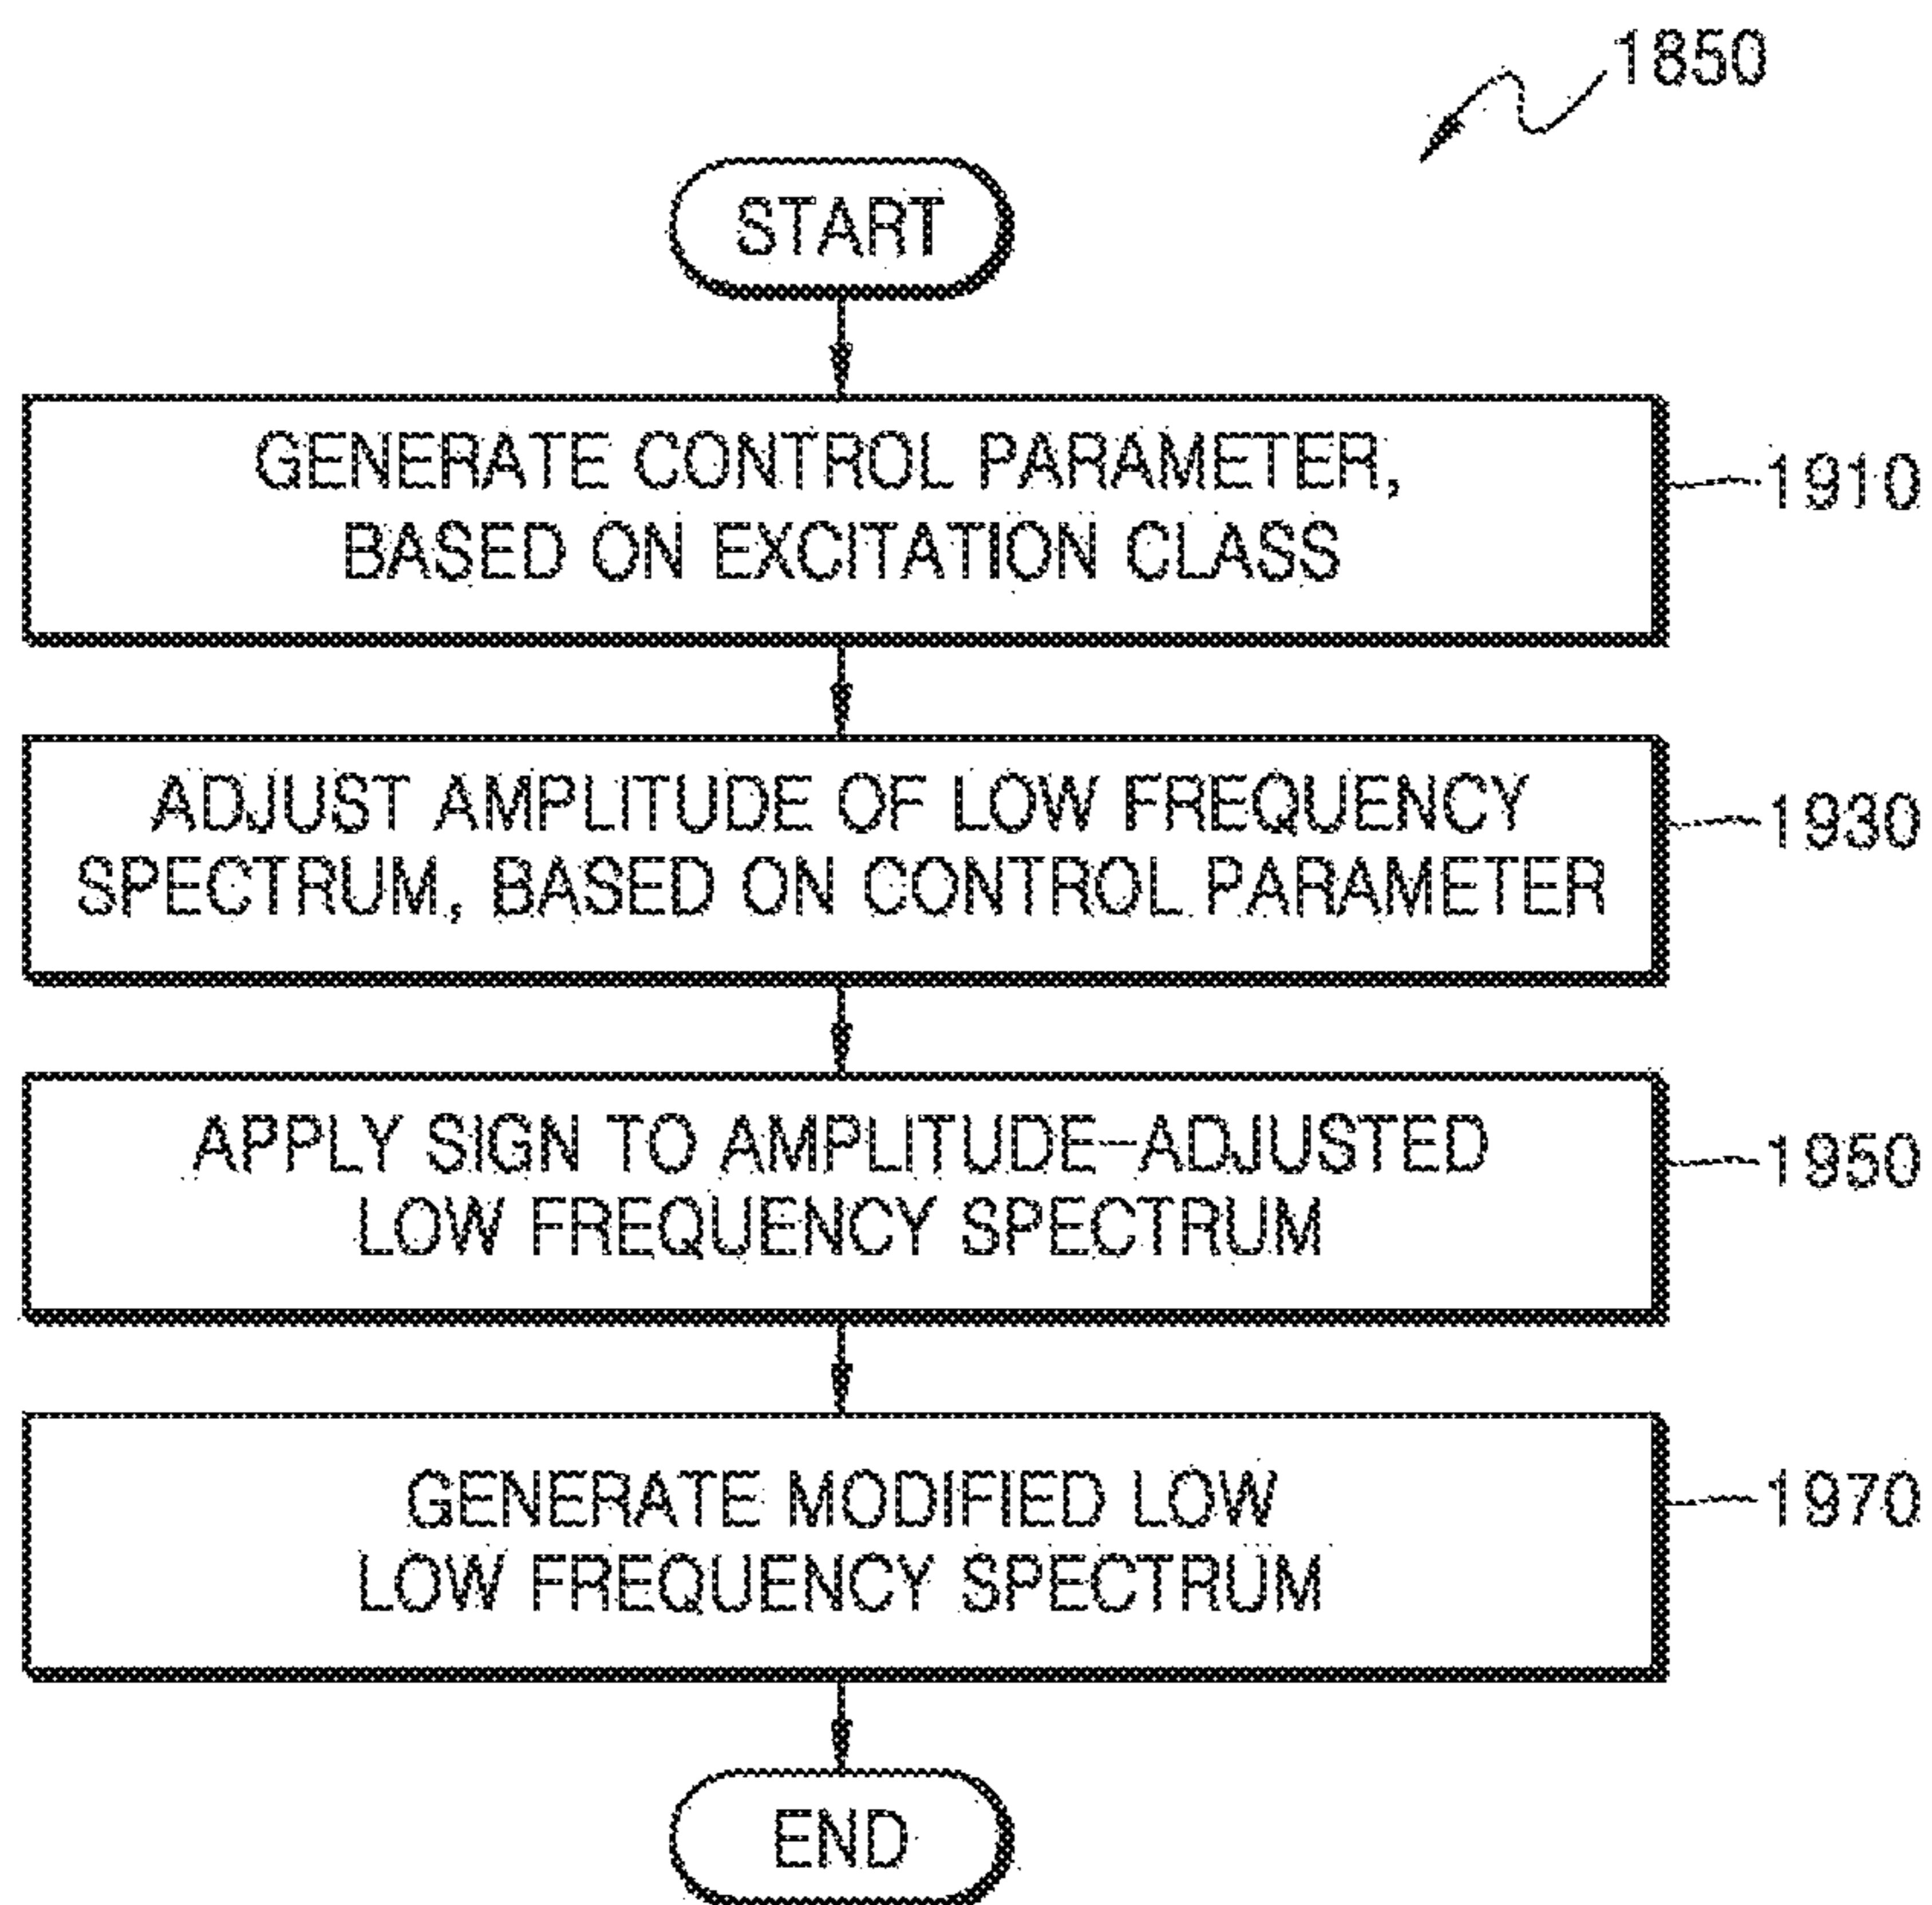 1850
START
GENERATE CONTROL PARAMETER,
BASED ON EXCITATION CLASS
1910
ADJUST AMPLITUDE OF LOW FREQUENCY
SPECTRUM, BASED ON CONTROL PARAMETER
1930
APPLY SIGN TO AMPLITUDE-ADJUSTED
LOW FREQUENCY SPECTRUM
1950
GENERATE MODIFIED LOW
LOW FREQUENCY SPECTRUM
1970
END